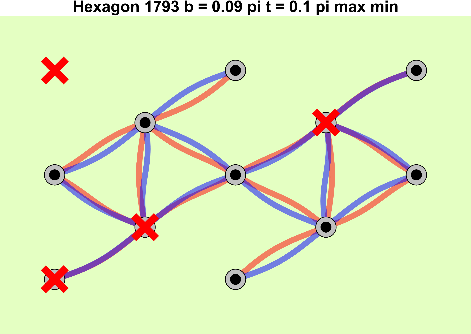 Hexagon 1793 b = 0.09 pi t = 0.1 pi max min